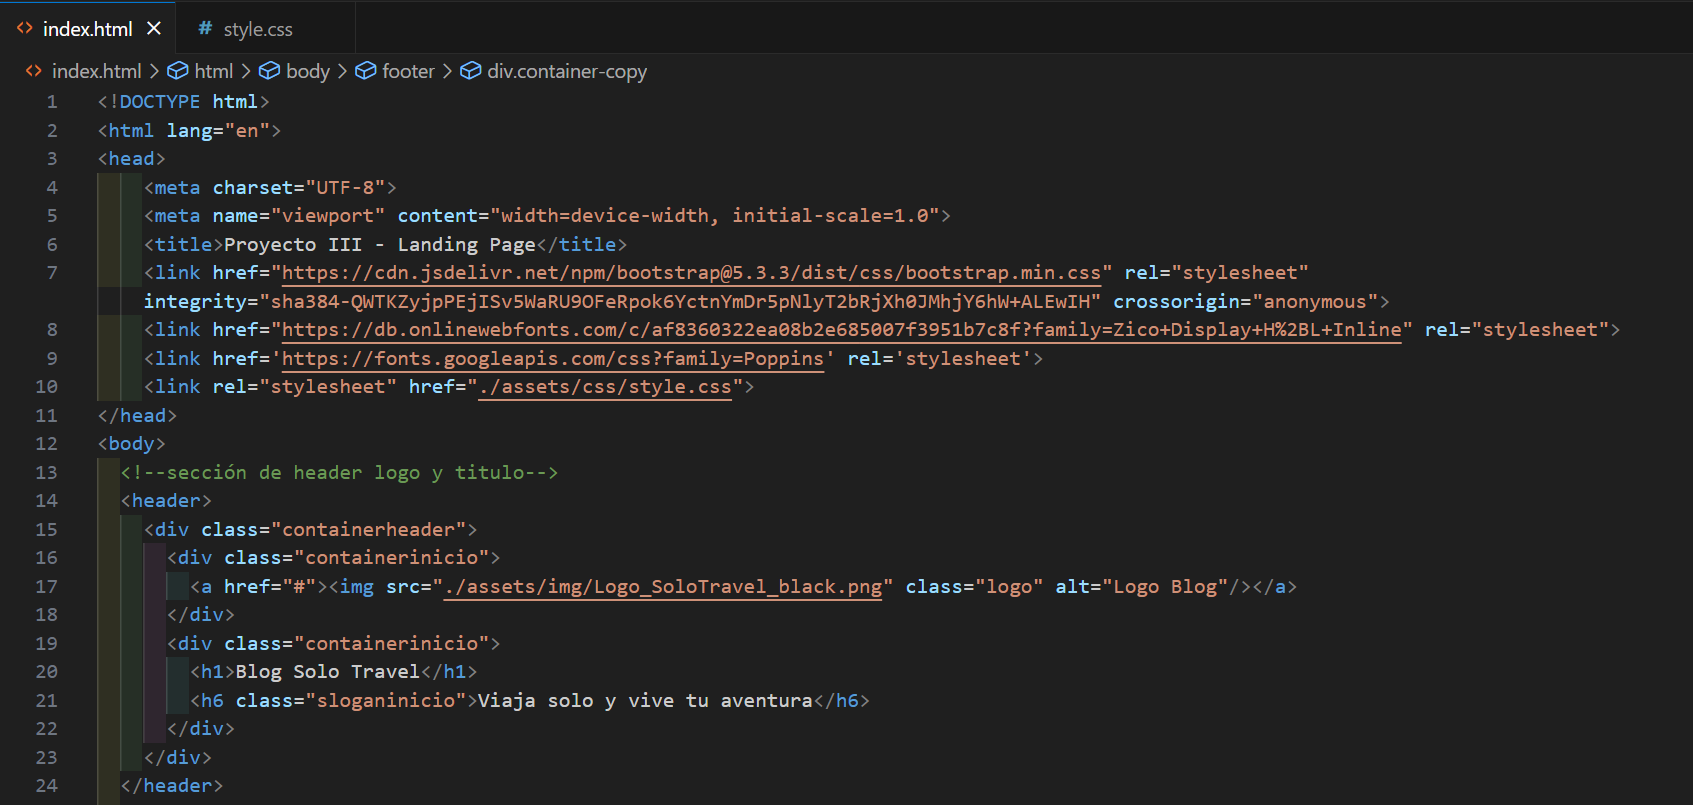 index.html
style.css
index.html > html > body > footer > div.container-copy
1 <!DOCTYPE html>
2 <html lang="en">
3 <head>
4 <meta charset="UTF-8">
5 <meta name="viewport" content="width=device-width, initial-scale=1.0">
6 <title>Proyecto III - Landing Page</title>
7 <link href="https://cdn.jsdelivr.net/npm/bootstrap@5.3.3/dist/css/bootstrap.min.css" rel="stylesheet"
integrity="sha384-QWTKZyjpPEjISv5WaRU9OFeRpok6YctnYmDr5pNlyT2bRjXh0JMhjY6hW+ALEwIH" crossorigin="anonymous">
8 <link href="https://db.onlinewebfonts.com/c/af8360322ea08b2e685007f3951b7c8f?family=Zico+Display+H%2BL+Inline" rel="stylesheet">
9 <link href='https://fonts.googleapis.com/css?family=Poppins' rel='stylesheet'>
10 <link rel="stylesheet" href="./assets/css/style.css">
11 </head>
12 <body>
13 <!--sección de header logo y titulo-->
14 <header>
15 <div class="containerheader">
16 <div class="containerinicio">
17 <a href="#"><img src="./assets/img/Logo_SoloTravel_black.png" class="logo" alt="Logo Blog"/></a>
18 </div>
19 <div class="containerinicio">
20 <h1>Blog Solo Travel</h1>
21 <h6 class="sloganinicio">Viaja solo y vive tu aventura</h6>
22 </div>
23 </div>
24 </header>